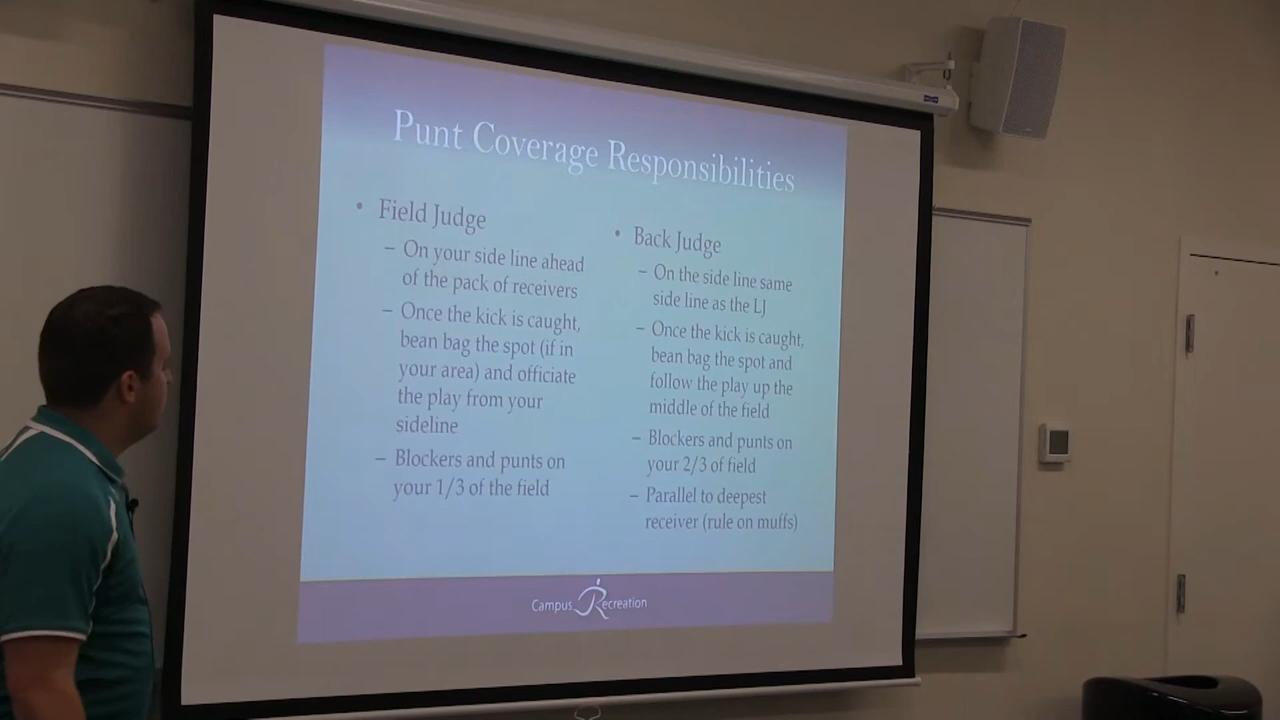 Punt Coverage Responsibilities
• Field Judge
– On your side line ahead
of the pack of receivers
– Once the kick is caught,
bean bag the spot (if in
your area) and officiate
the play from your
sideline
– Blockers and punts on
your 1/3 of the field
• Back Judge
– On the side line same
side line as the LJ
– Once the kick is caught,
bean bag the spot and
follow the play up the
middle of the field
– Blockers and punts on
your 2/3 of field
– Parallel to deepest
receiver (rule on muffs)
Campus Recreation